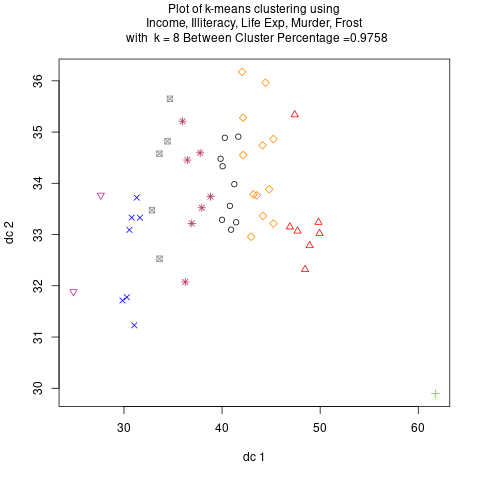 Plot of k-means clustering using
Income, Illiteracy, Life Exp, Murder, Frost
with  k = 8 Between Cluster Percentage =0.9758
36
35
34
33
32
31
30
dc 2
30 40 50 60
dc 1